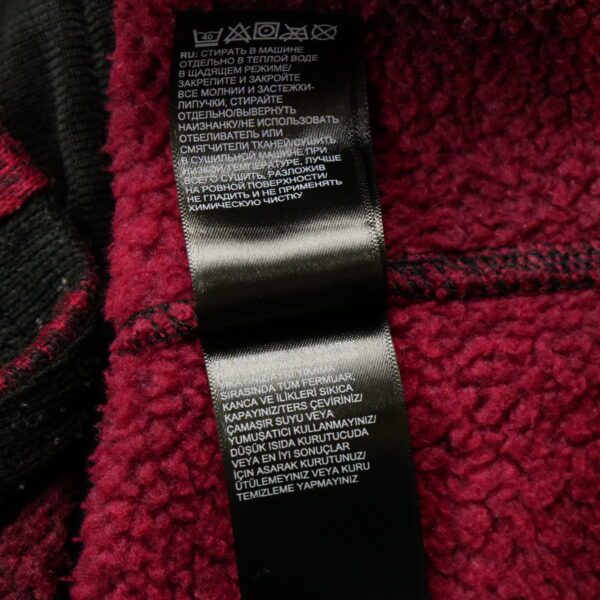 40
RU: СТИРАТЬ В МАШИНЕ
ОТДЕЛЬНО В ТЕПЛОЙ ВОДЕ
В ЩАДЯЩЕМ РЕЖИМЕ/
ЗАКРЕПИТЕ И ЗАКРОЙТЕ
ВСЕ МОЛНИИ И ЗАСТЕЖКИ-
ЛИПУЧКИ, СТИРАЙТЕ
ОТДЕЛЬНО/ВЫВЕРНУТЬ
НАИЗНАНКУ/НЕ ИСПОЛЬЗОВАТЬ
ОТБЕЛИВАТЕЛЬ ИЛИ
СМЯГЧИТЕЛИ ТКАНЕЙ/СУШИТЬ
В СУШИЛЬНОЙ МАШИНЕ ПРИ
НИЗКОЙ ТЕМПЕРАТУРЕ, ЛУЧШЕ
ВСЕГО СУШИТЬ, РАЗЛОЖИВ
НА РОВНОЙ ПОВЕРХНОСТИ/
НЕ ГЛАДИТЬ И НЕ ПРИМЕНЯТЬ
ХИМИЧЕСКУЮ ЧИСТКУ
SIRASINDA TÜM FERMUAR,
KANCA VE İLİKLERİ SIKICA
KAPAYINIZ/TERS ÇEVİRİNİZ/
ÇAMAŞIR SUYU VEYA
YUMUŞATICI KULLANMAYINIZ/
DÜŞÜK ISIDA KURUTUCUDA
VEYA EN İYİ SONUÇLAR
İÇİN ASARAK KURUTUNUZ/
ÜTÜLEMEYINIZ VEYA KURU
TEMİZLEME YAPMAYINIZ